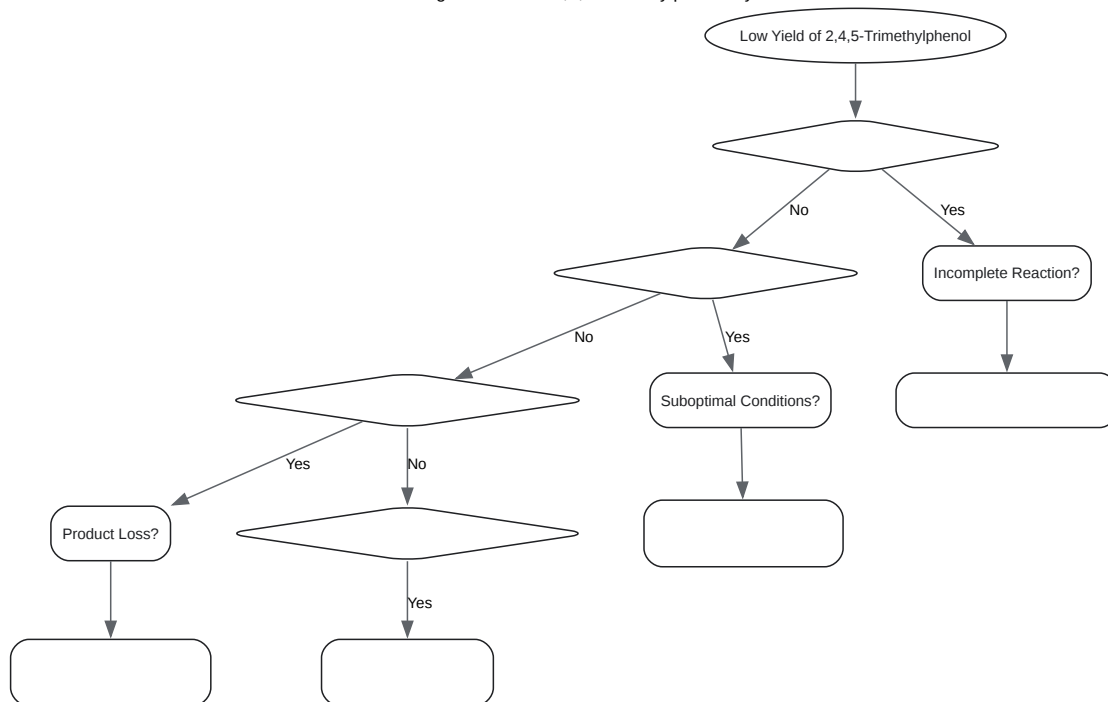 Low Yield of 2,4,5-Trimethylphenol
No
Yes
Incomplete Reaction?
No
Yes
Suboptimal Conditions?
Yes
No
Product Loss?
Yes